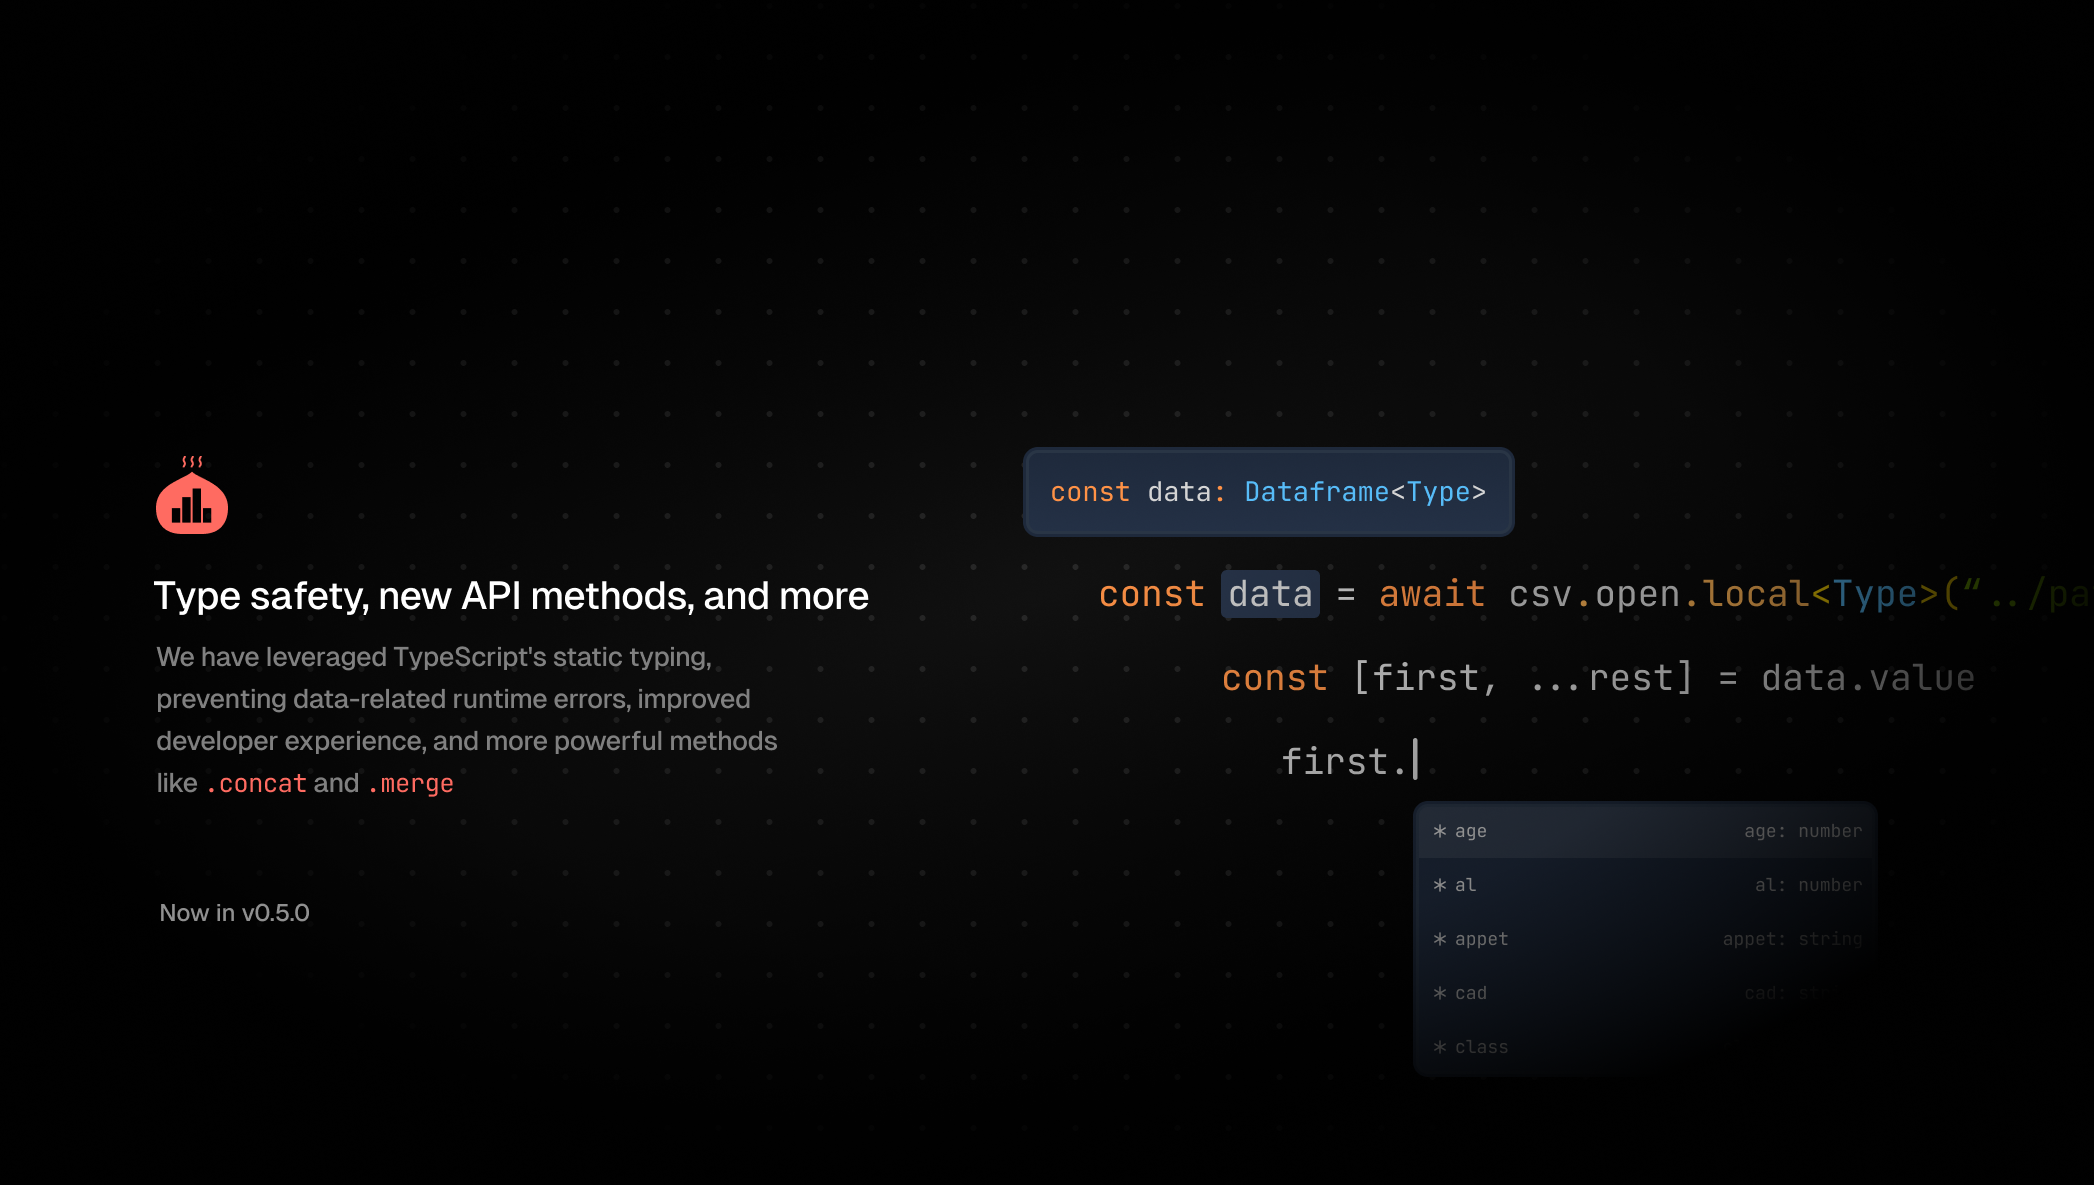 Type safety, new API methods, and more
We have leveraged TypeScript's static typing,
preventing data-related runtime errors, improved
developer experience, and more powerful methods
like .concat and .merge
Now in v0.5.0
const data: Dataframe<Type>
const data = await csv.open.local<Type>(“../pa
const [first, ...rest] = data.value
first.
* age age: number
* al al: number
* appet appet: string
* cad cad: st
* class